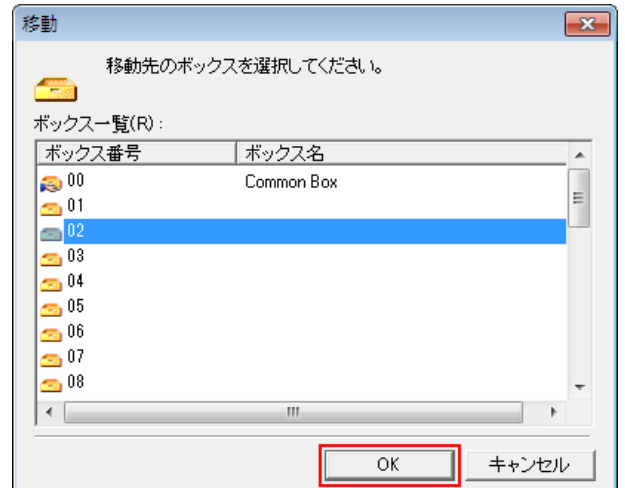 移動
移動先のボックスを選択してください。
ボックス一覧(R) :
ボックス番号 ボックス名
00 Common Box
01
02
03
04
05
06
07
08
OK キャンセル